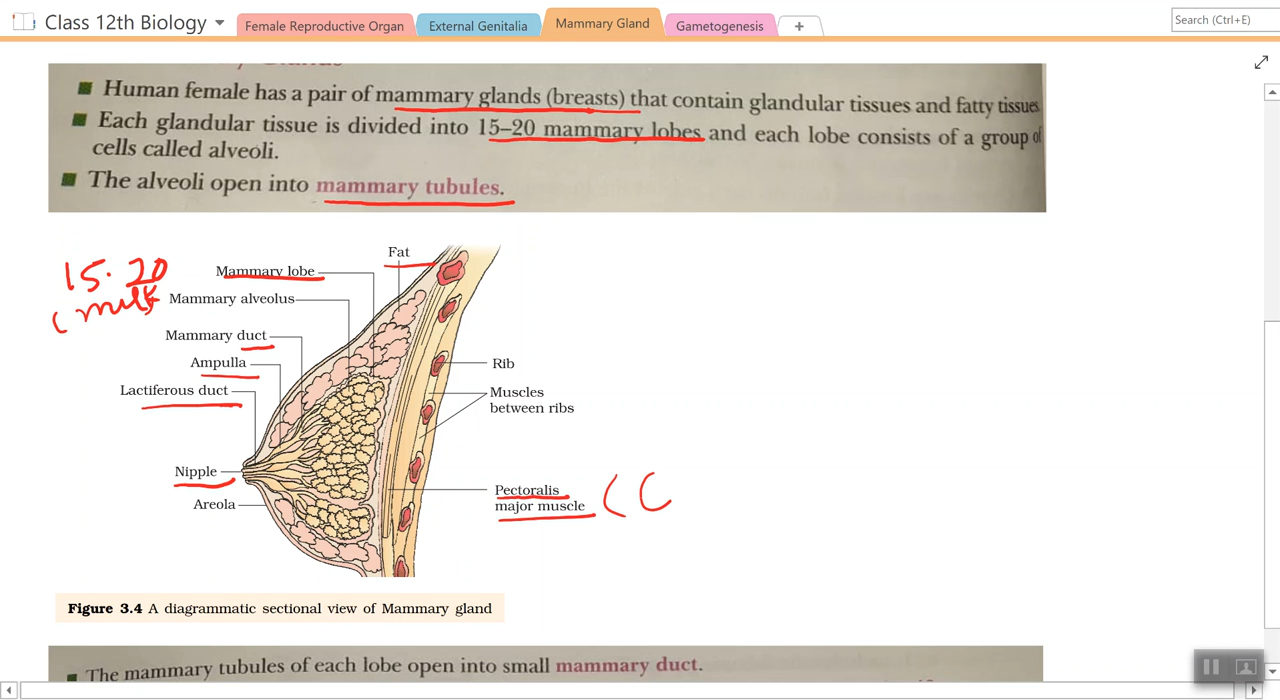 Class 12th Biology
Female Reproductive Organ
External Genitalia
Mammary Gland
Gametogenesis
Search (Ctrl+E)
Human female has a pair of mammary glands (breasts) that contain glandular tissues and fatty tissues
Each glandular tissue is divided into 15–20 mammary lobes and each lobe consists of a group of
cells called alveoli.
The alveoli open into mammary tubules.
15-20
(milk
Fat
Mammary lobe
Mammary alveolus
Mammary duct
Ampulla
Lactiferous duct
Nipple
Areola
Rib
Muscles
between ribs
Pectoralis
major muscle
( C
Figure 3.4 A diagrammatic sectional view of Mammary gland
The mammary tubules of each lobe open into small mammary duct.